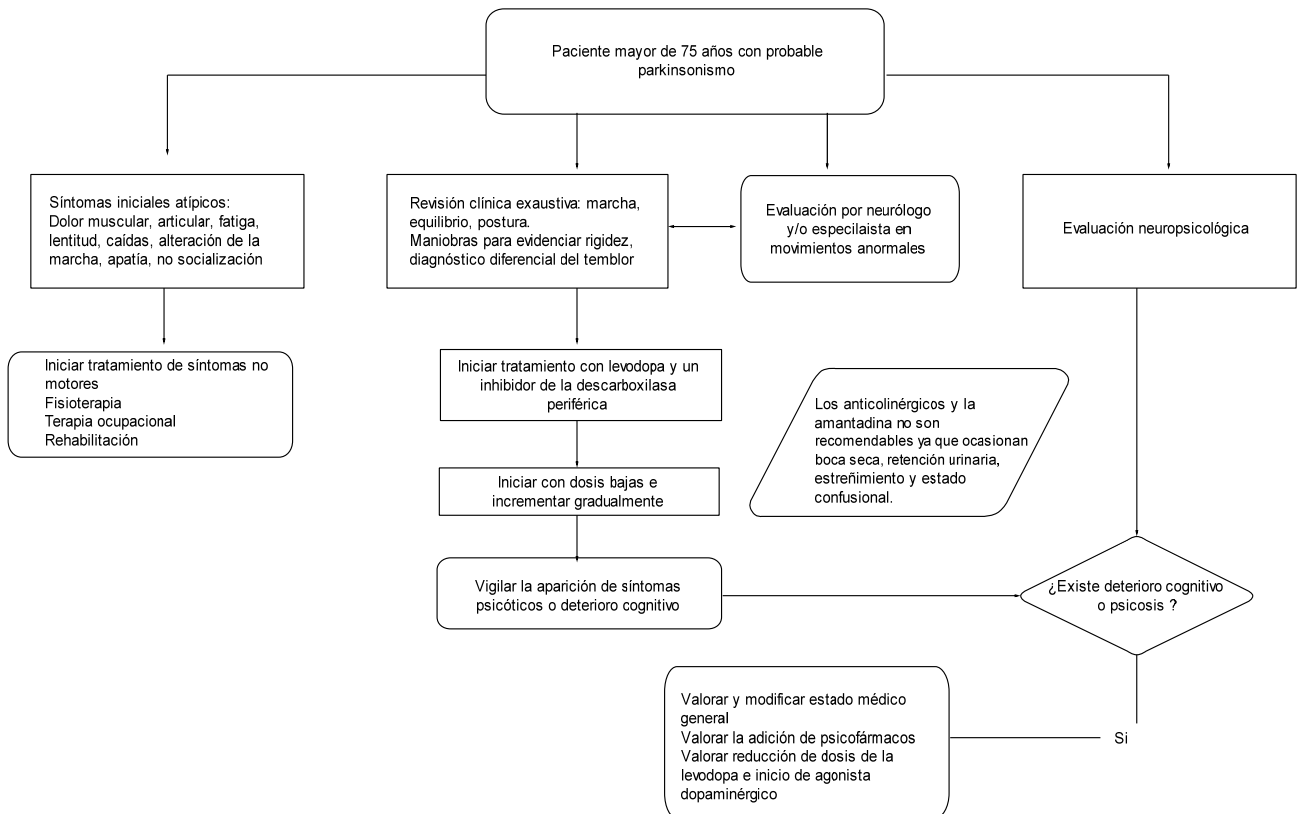 Paciente mayor de 75 años con probable
parkinsonismo
Síntomas iniciales atípicos:
Dolor muscular, articular, fatiga,
lentitud, caídas, alteración de la
marcha, apatía, no socialización
Revisión clínica exaustiva: marcha,
equilibrio, postura.
Maniobras para evidenciar rigidez,
diagnóstico diferencial del temblor
Evaluación por neurólogo
y/o especilaista en
movimientos anormales
Evaluación neuropsicológica
Iniciar tratamiento de síntomas no
motores
Fisioterapia
Terapia ocupacional
Rehabilitación
Iniciar tratamiento con levodopa y un
inhibidor de la descarboxilasa
periférica
Los anticolinérgicos y la
amantadina no son
recomendables ya que ocasionan
boca seca, retención urinaria,
estreñimiento y estado
confusional.
Iniciar con dosis bajas e
incrementar gradualmente
Vigilar la aparición de síntomas
psicóticos o deterioro cognitivo
¿Existe deterioro cognitivo
o psicosis ?
Valorar y modificar estado médico
general
Valorar la adición de psicofármacos
Valorar reducción de dosis de la
levodopa e inicio de agonista
dopaminérgico
Si